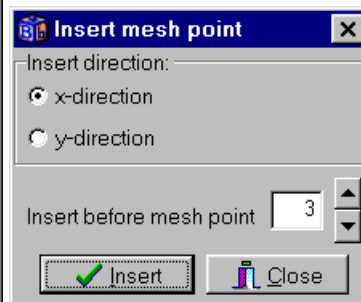 Insert mesh point
Insert direction:
x-direction
y-direction
Insert before mesh point 3
Insert Close